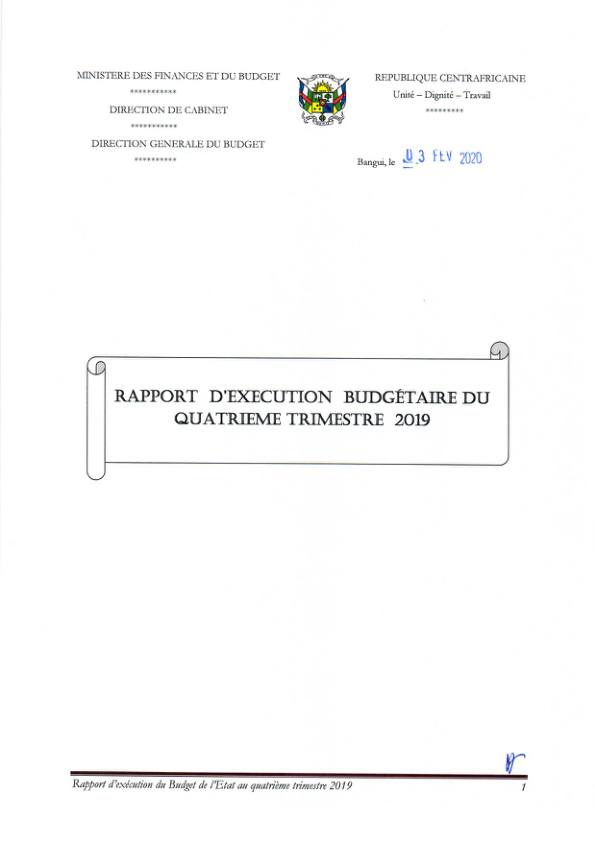 MINISTERE DES FINANCES ET DU BUDGET
***********
DIRECTION DE CABINET
***********
DIRECTION GENERALE DU BUDGET
**********
REPUBLIQUE CENTRAFRICAINE
Unité – Dignité – Travail
*********
Bangui, le 03 FEV 2020
RAPPORT D'EXECUTION BUDGÉTAIRE DU
QUATRIEME TRIMESTRE 2019
Rapport d'exécution du Budget de l'Etat au quatrième trimestre 2019 1